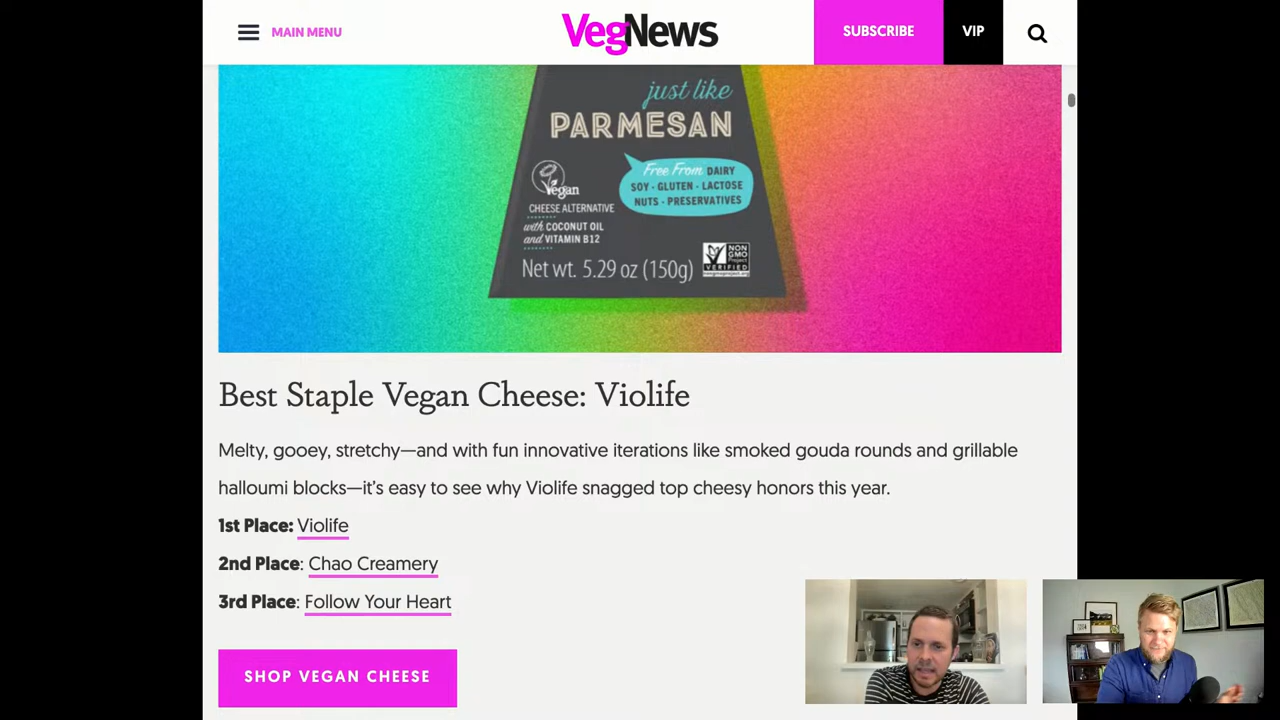 MAIN MENU
VegNews
SUBSCRIBE
VIP
just like
PARMESAN
Vegan
CHEESE ALTERNATIVE
with COCONUT OIL
and VITAMIN B12
Free From DAIRY
SOY - GLUTEN - LACTOSE
NUTS - PRESERVATIVES
NON
GMO
Project
VERIFIED
Net wt. 5.29 oz (150g)
Best Staple Vegan Cheese: Violife
Melty, gooey, stretchy—and with fun innovative iterations like smoked gouda rounds and grillable
halloumi blocks—it's easy to see why Violife snagged top cheesy honors this year.
1st Place: Violife
2nd Place: Chao Creamery
3rd Place: Follow Your Heart
SHOP VEGAN CHEESE